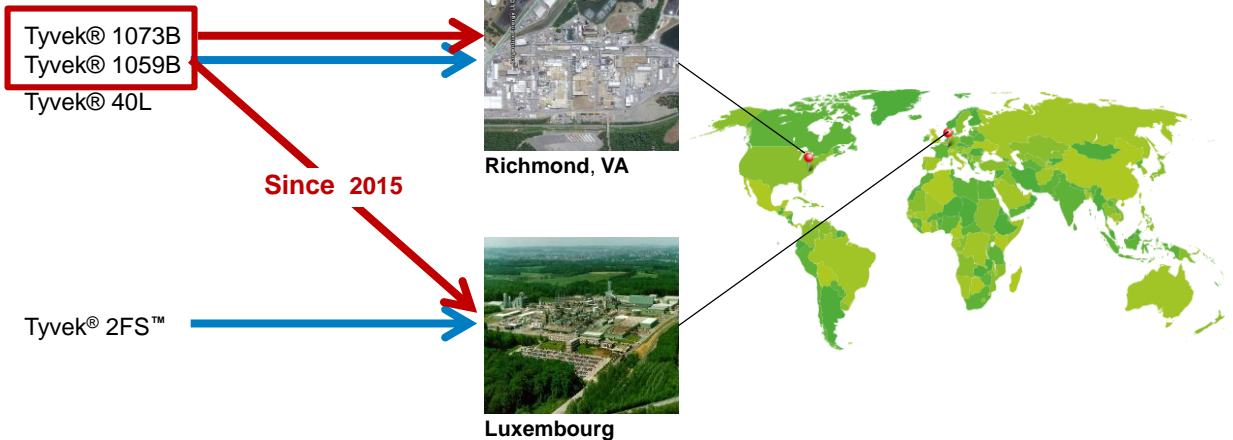 Tyvek® 1073B
Tyvek® 1059B
Tyvek® 40L
Since 2015
Richmond, VA
Tyvek® 2FS™
Luxembourg